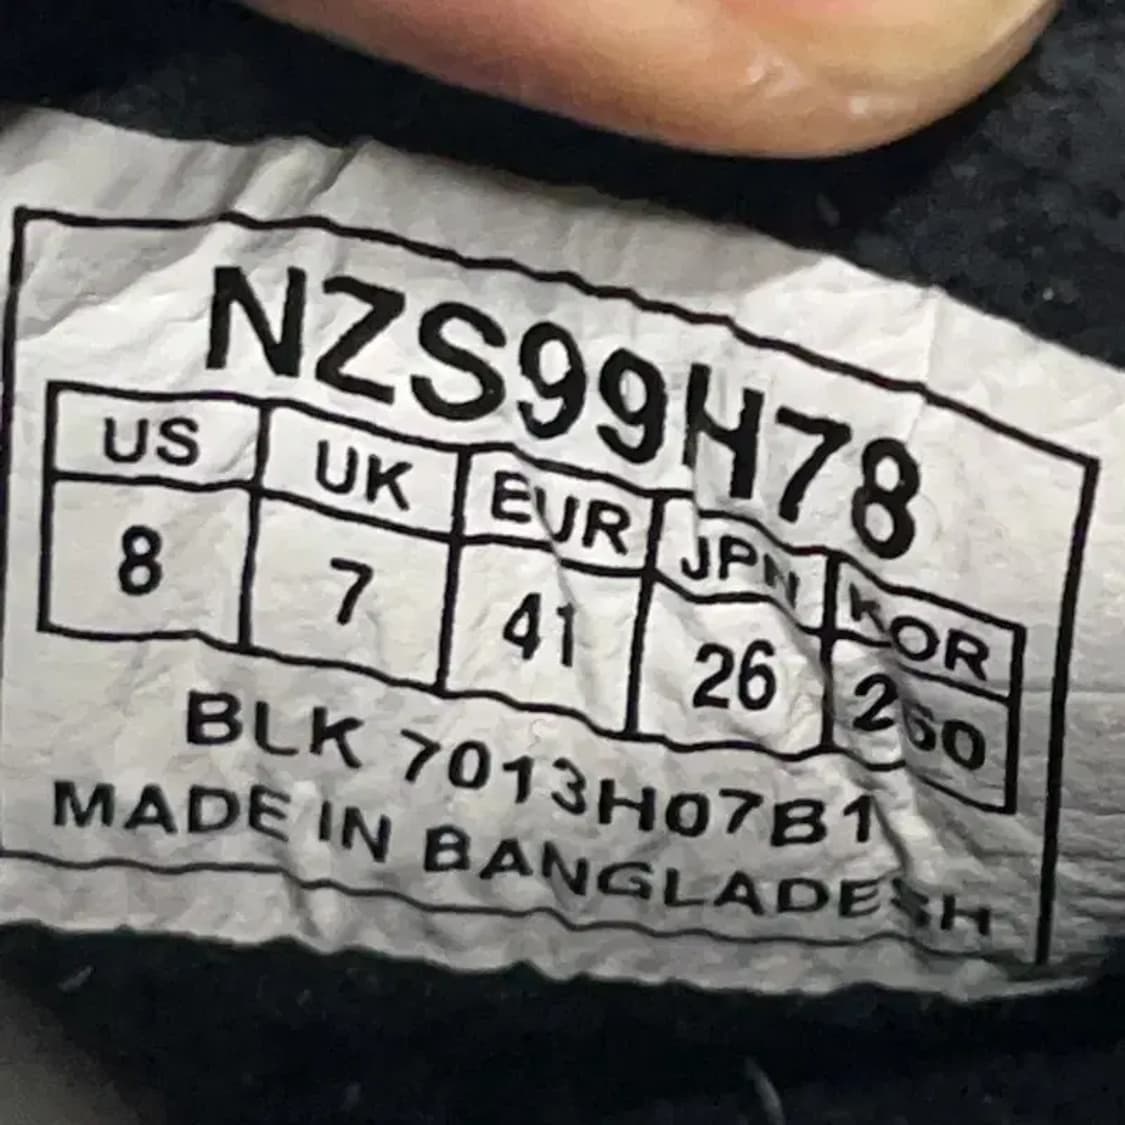 NZS99H78
US UK EUR JPN KOR
8 7 41 26 260
BLK 7013H07B1
MADE IN BANGLADESH